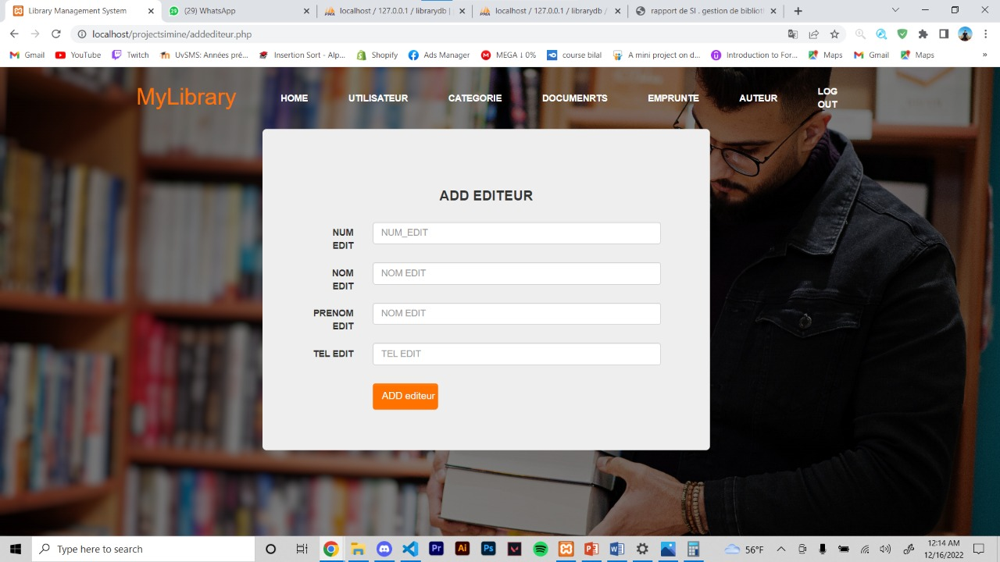 Library Management System
(29) WhatsApp
localhost / 127.0.0.1 / librarydb |
localhost / 127.0.0.1 / librarydb /
rapport de SI . gestion de bibliot
localhost/projectsimine/addediteur.php
Gmail
YouTube
Twitch
UvSMS: Années pré...
Insertion Sort - Alp...
Shopify
Ads Manager
MEGA ↓ 0%
course bilal
A mini project on d...
Introduction to For...
Maps
Gmail
Maps
»
MyLibrary
HOME
UTILISATEUR
CATEGORIE
DOCUMENRTS
EMPRUNTE
AUTEUR
LOG
OUT
ADD EDITEUR
NUM
EDIT
NUM_EDIT
NOM
EDIT
NOM EDIT
PRENOM
EDIT
NOM EDIT
TEL EDIT
TEL EDIT
ADD editeur
Type here to search
Pr
Ai
Ps
56°F
12:14 AM
12/16/2022